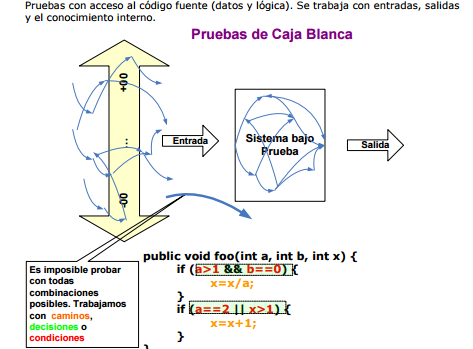 Pruebas con acceso al código fuente (datos y lógica). Se trabaja con entradas, salidas
y el conocimiento interno.
Pruebas de Caja Blanca
+00
...
-00
Entrada
Sistema bajo
Prueba
Salida
Es imposible probar
con todas
combinaciones
posibles. Trabajamos
con caminos,
decisiones o
condiciones
public void foo(int a, int b, int x) {
if (a>1 && b==0) {
x=x/a;
}
if (a==2 || x>1) {
x=x+1;
}
}